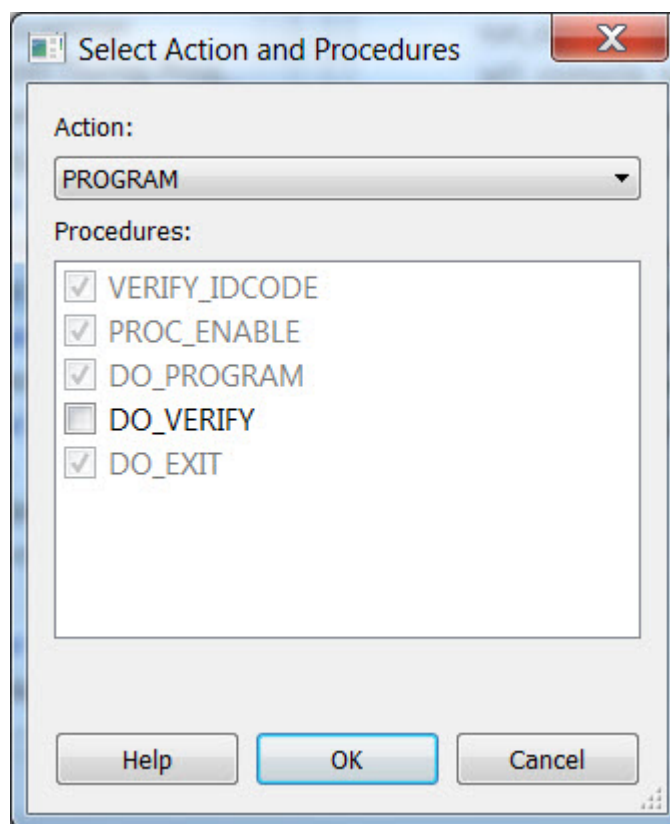 Select Action and Procedures
Action:
PROGRAM
Procedures:
VERIFY_IDCODE
PROC_ENABLE
DO_PROGRAM
DO_VERIFY
DO_EXIT
Help OK Cancel